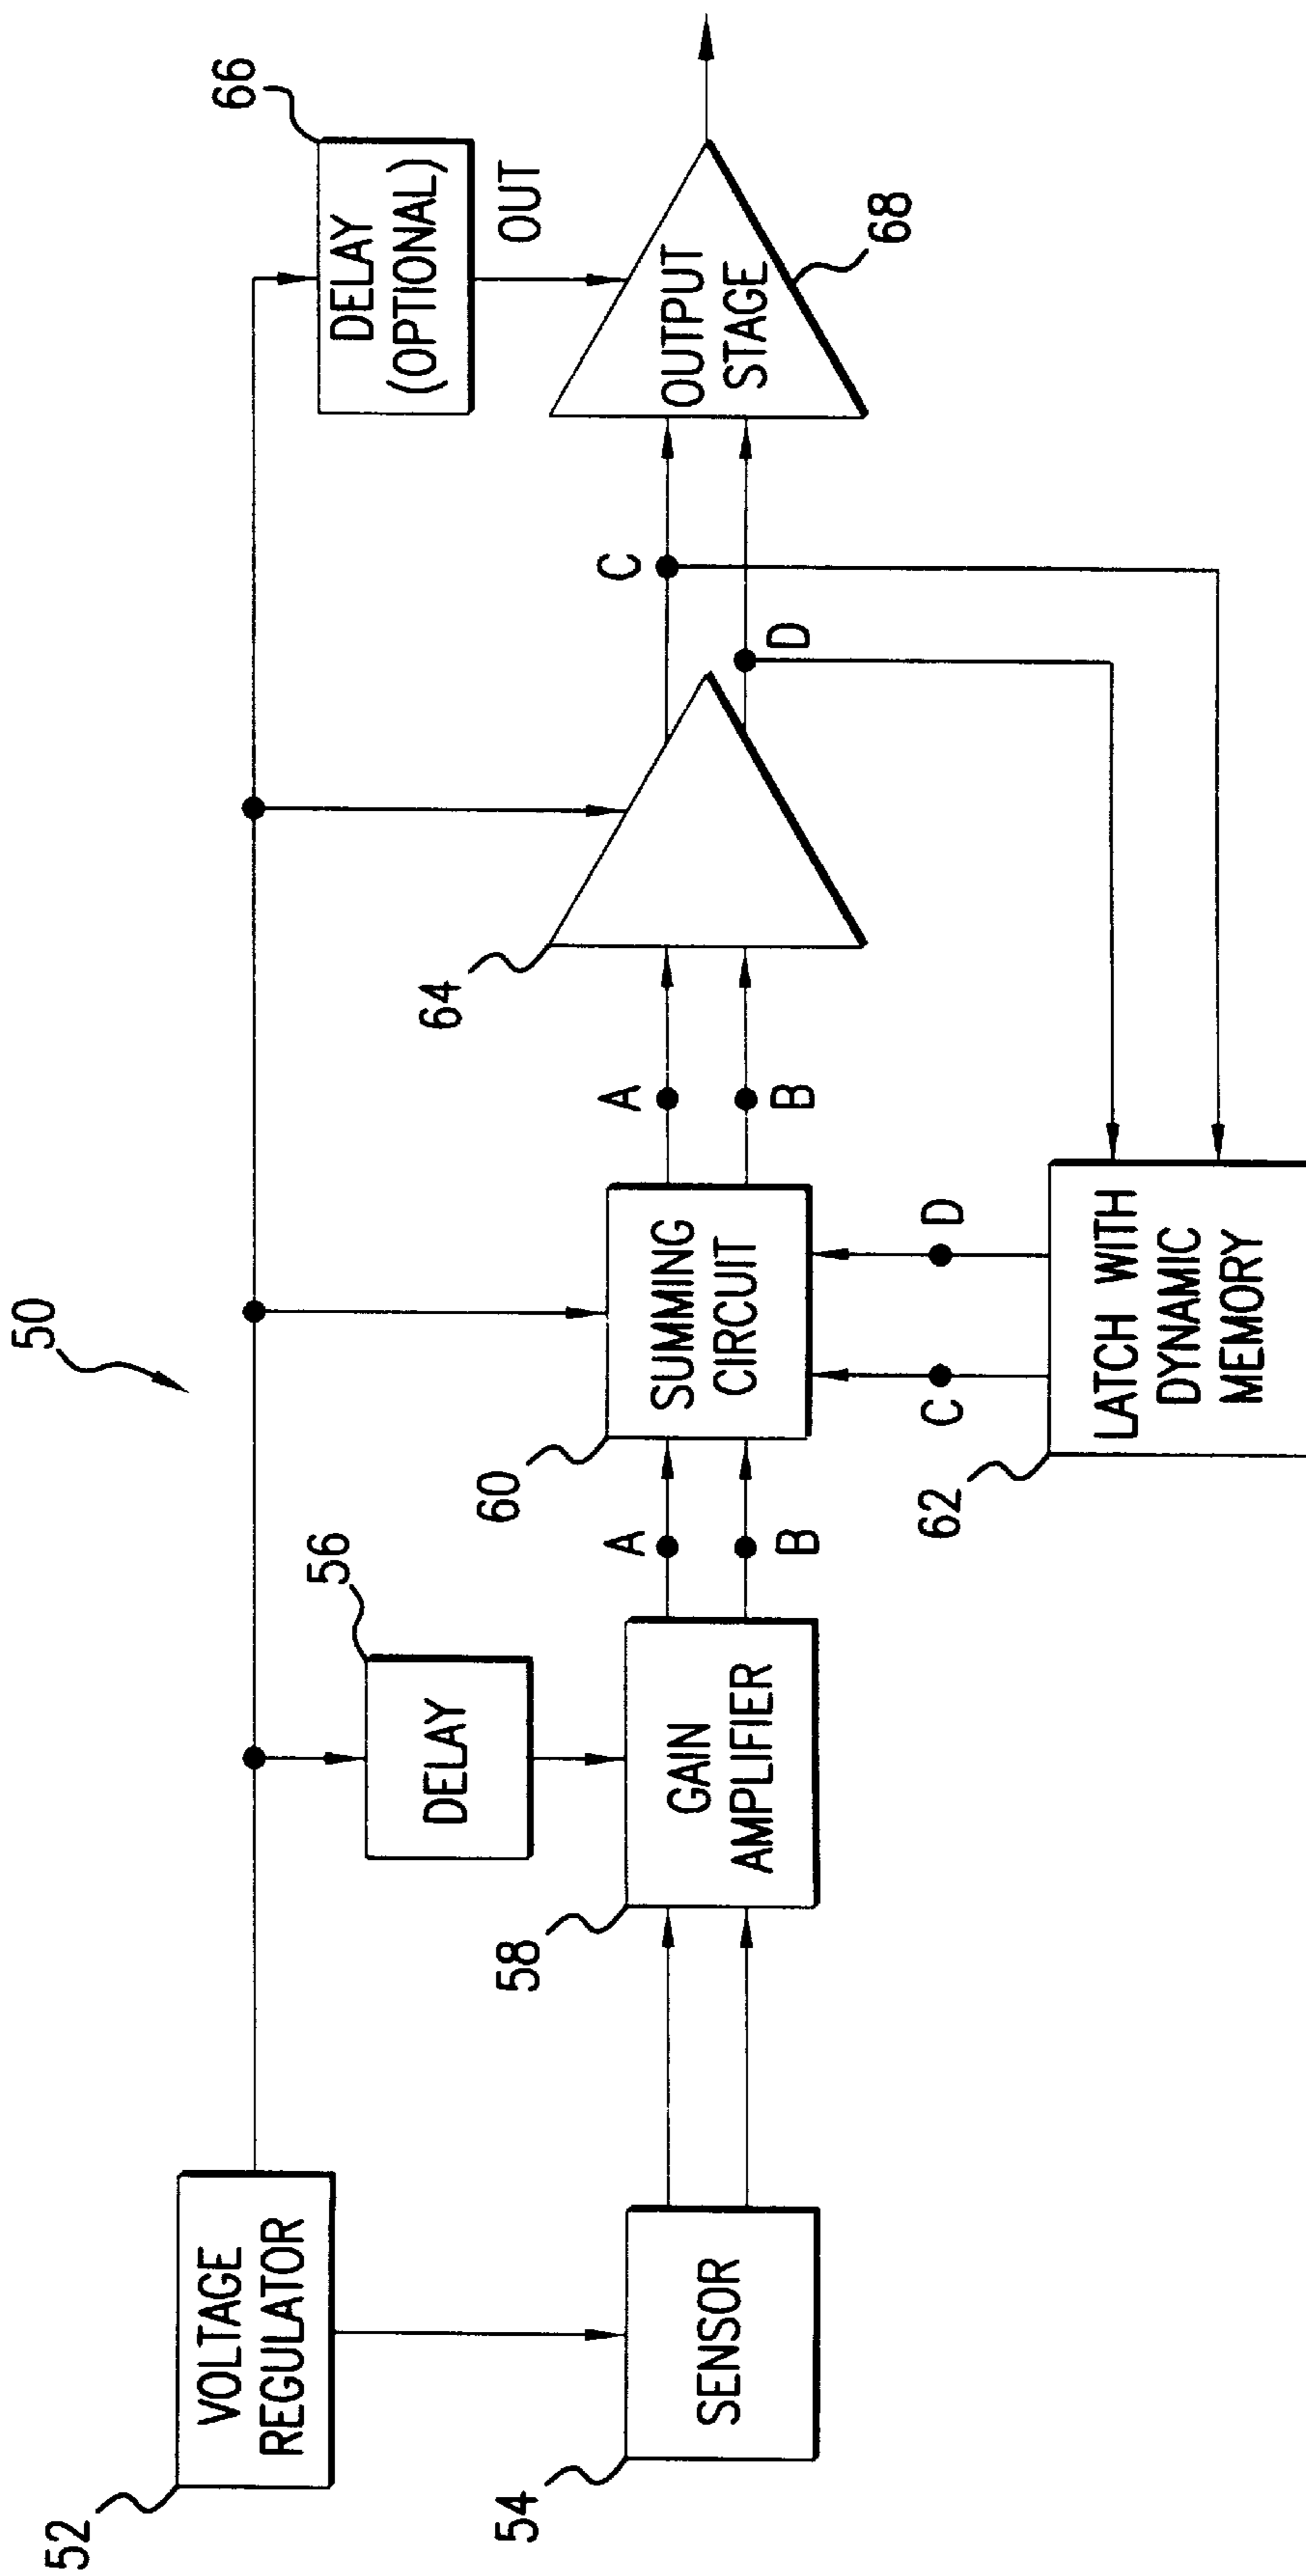 50
52
VOLTAGE
REGULATOR
54
SENSOR
56
DELAY
58
GAIN
AMPLIFIER
A
B
60
SUMMING
CIRCUIT
A
B
C
D
62
LATCH WITH
DYNAMIC
MEMORY
64
C
D
66
DELAY
(OPTIONAL)
OUT
OUTPUT
STAGE
68